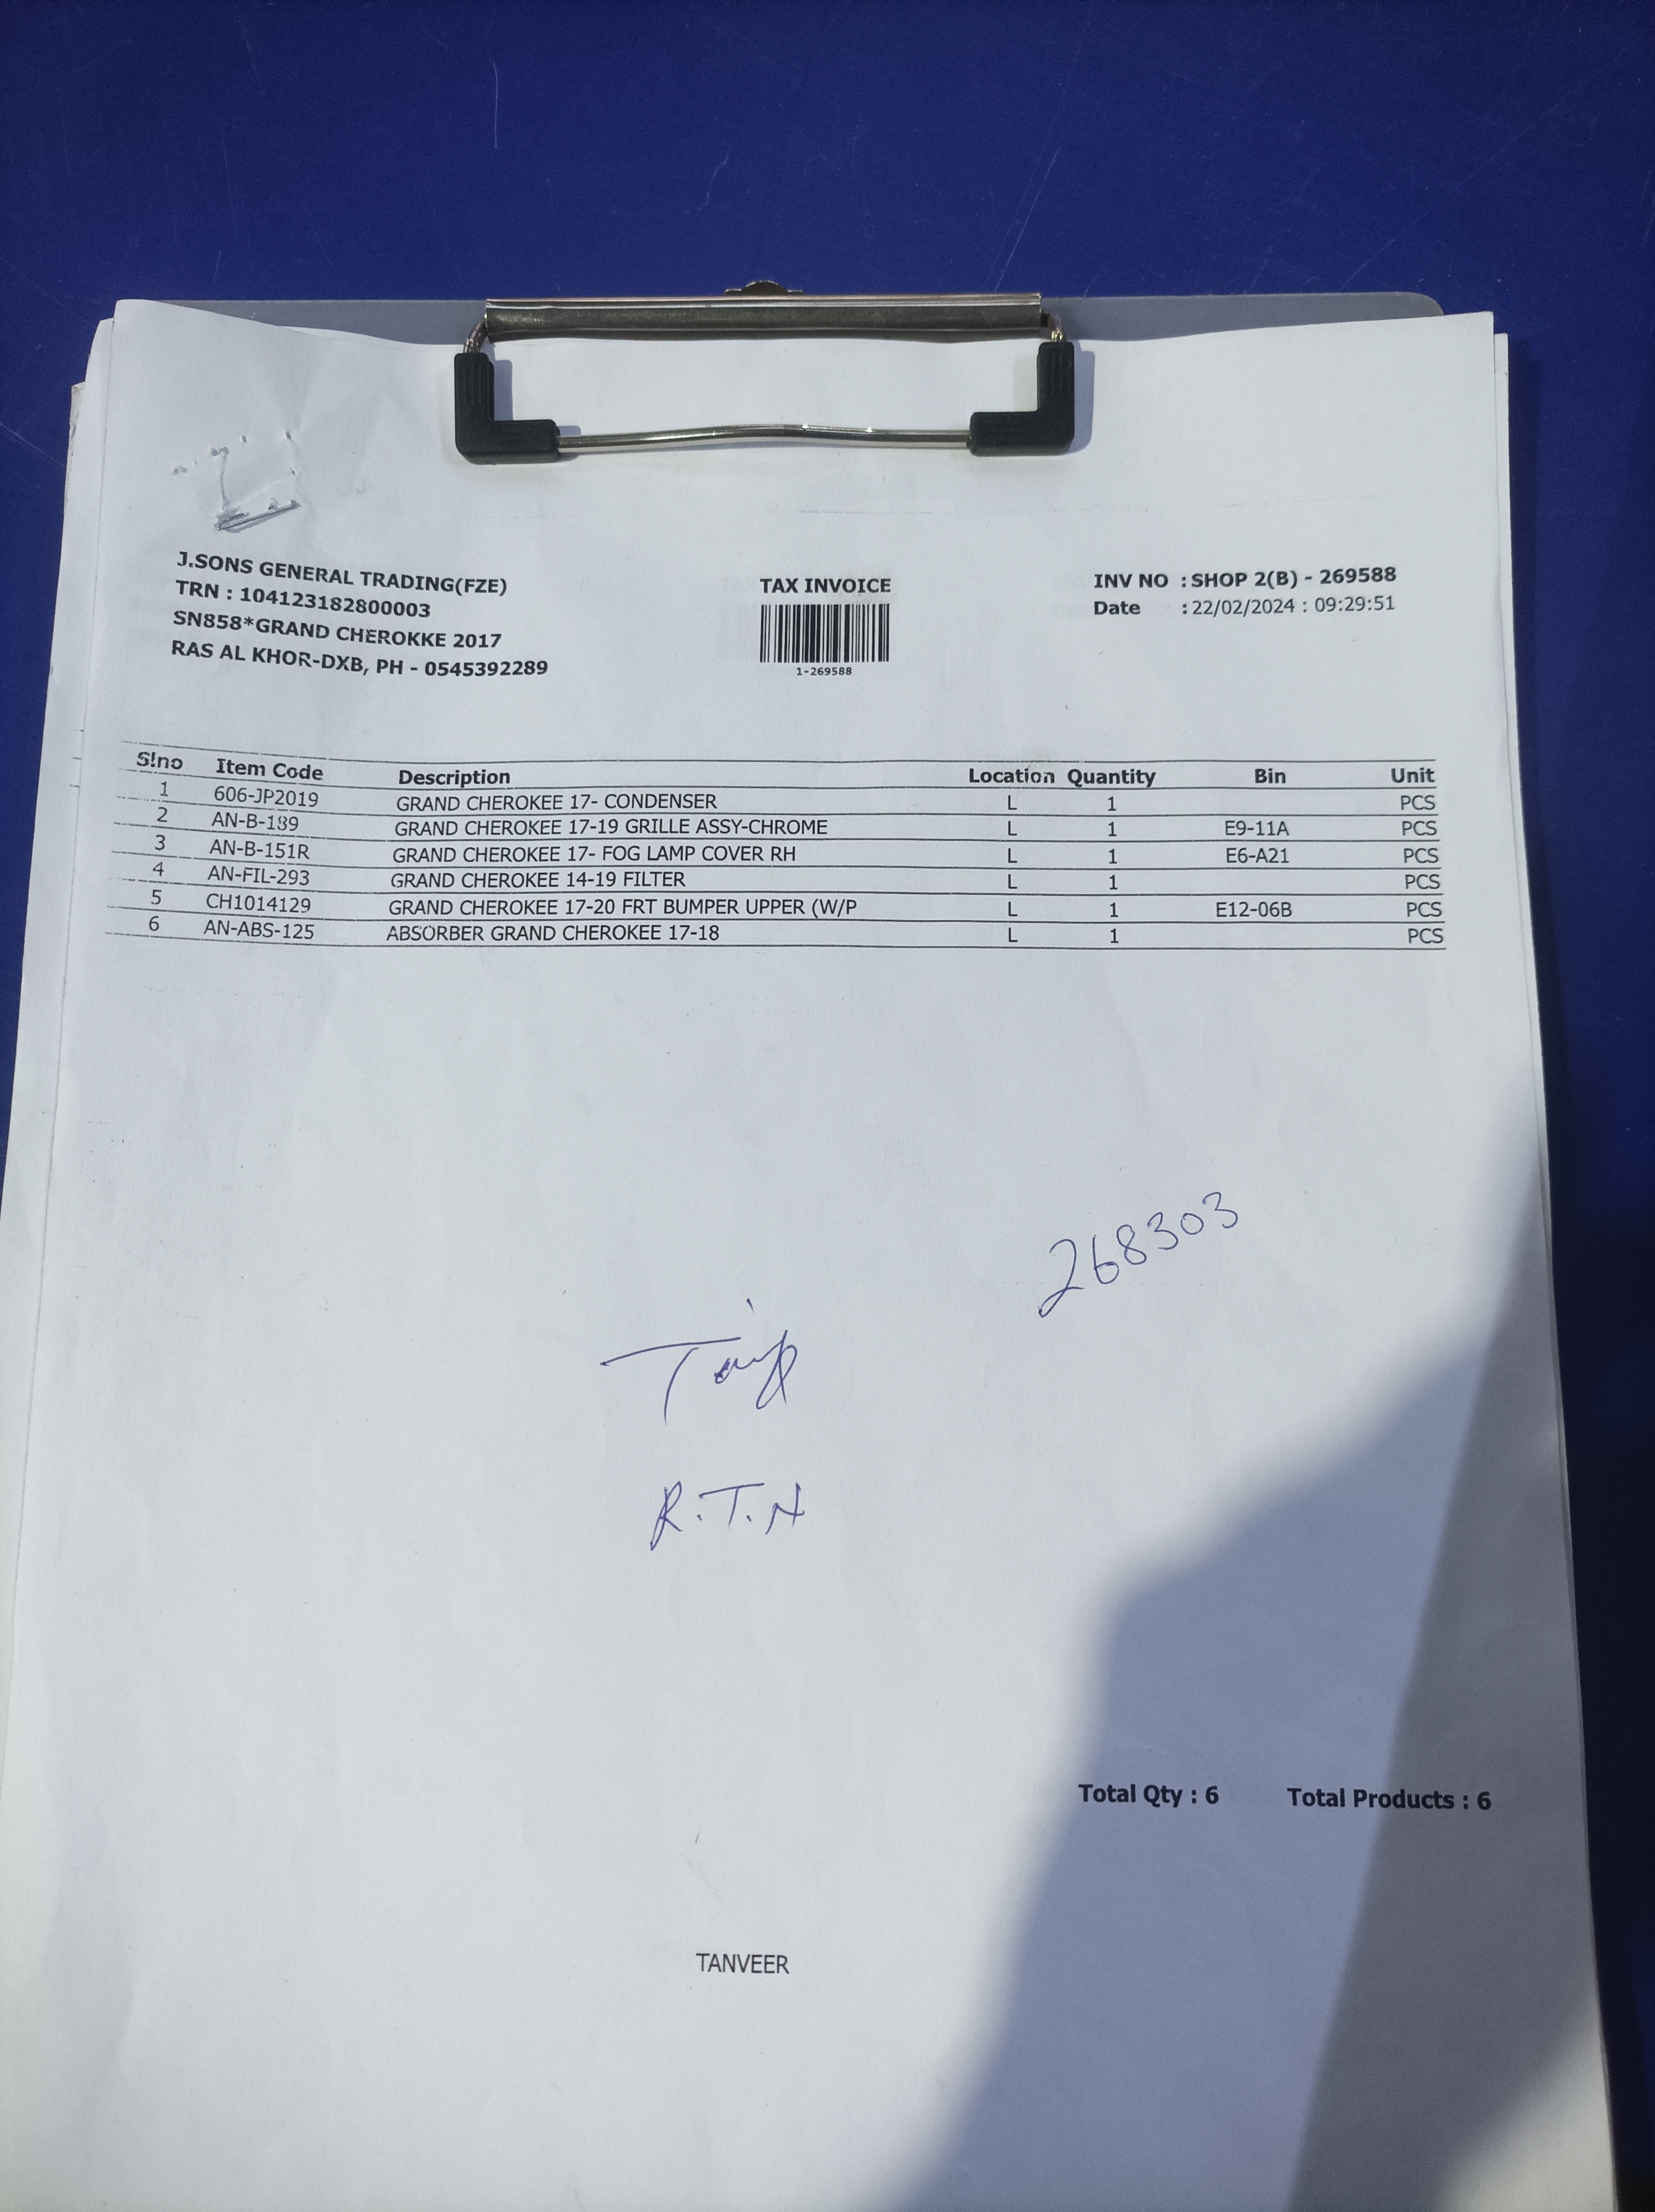 J.SONS GENERAL TRADING(FZE)
TRN : 104123182800003
SN858*GRAND CHEROKKE 2017
RAS AL KHOR-DXB, PH - 0545392289
TAX INVOICE
1-269588
INV NO : SHOP 2(B) - 269588
Date : 22/02/2024 : 09:29:51
Slno Item Code Description Location Quantity Bin Unit
1 606-JP2019 GRAND CHEROKEE 17- CONDENSER L 1 PCS
2 AN-B-189 GRAND CHEROKEE 17-19 GRILLE ASSY-CHROME L 1 E9-11A PCS
3 AN-B-151R GRAND CHEROKEE 17- FOG LAMP COVER RH L 1 E6-A21 PCS
4 AN-FIL-293 GRAND CHEROKEE 14-19 FILTER L 1 PCS
5 CH1014129 GRAND CHEROKEE 17-20 FRT BUMPER UPPER (W/P L 1 E12-06B PCS
6 AN-ABS-125 ABSORBER GRAND CHEROKEE 17-18 L 1 PCS
268303
R.T.N
Total Qty : 6 Total Products : 6
TANVEER